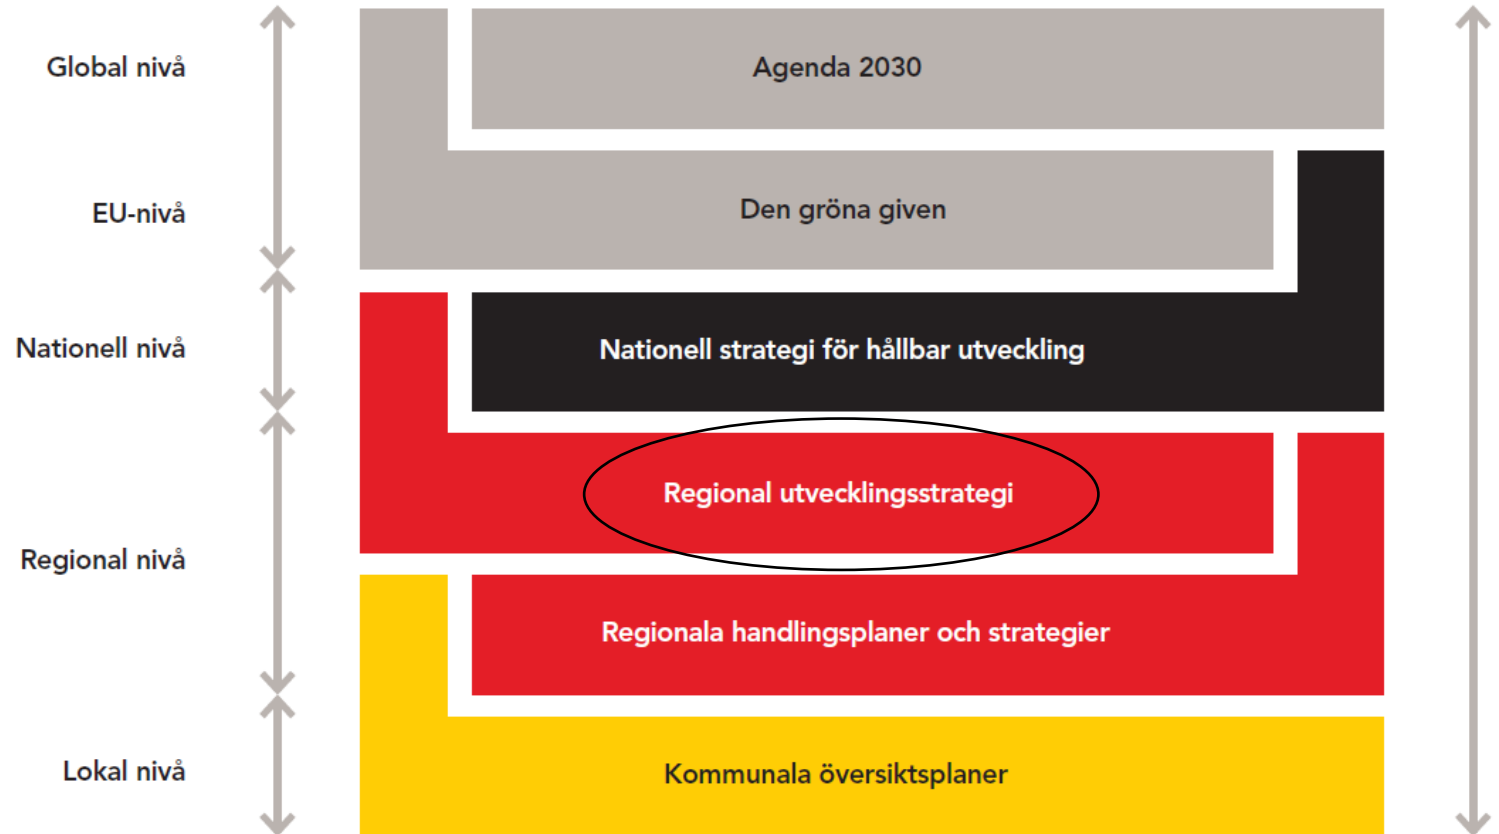 Global nivå
Agenda 2030
EU-nivå
Den gröna given
Nationell nivå
Nationell strategi för hållbar utveckling
Regional utvecklingsstrategi
Regional nivå
Regionala handlingsplaner och strategier
Lokal nivå
Kommunala översiktsplaner